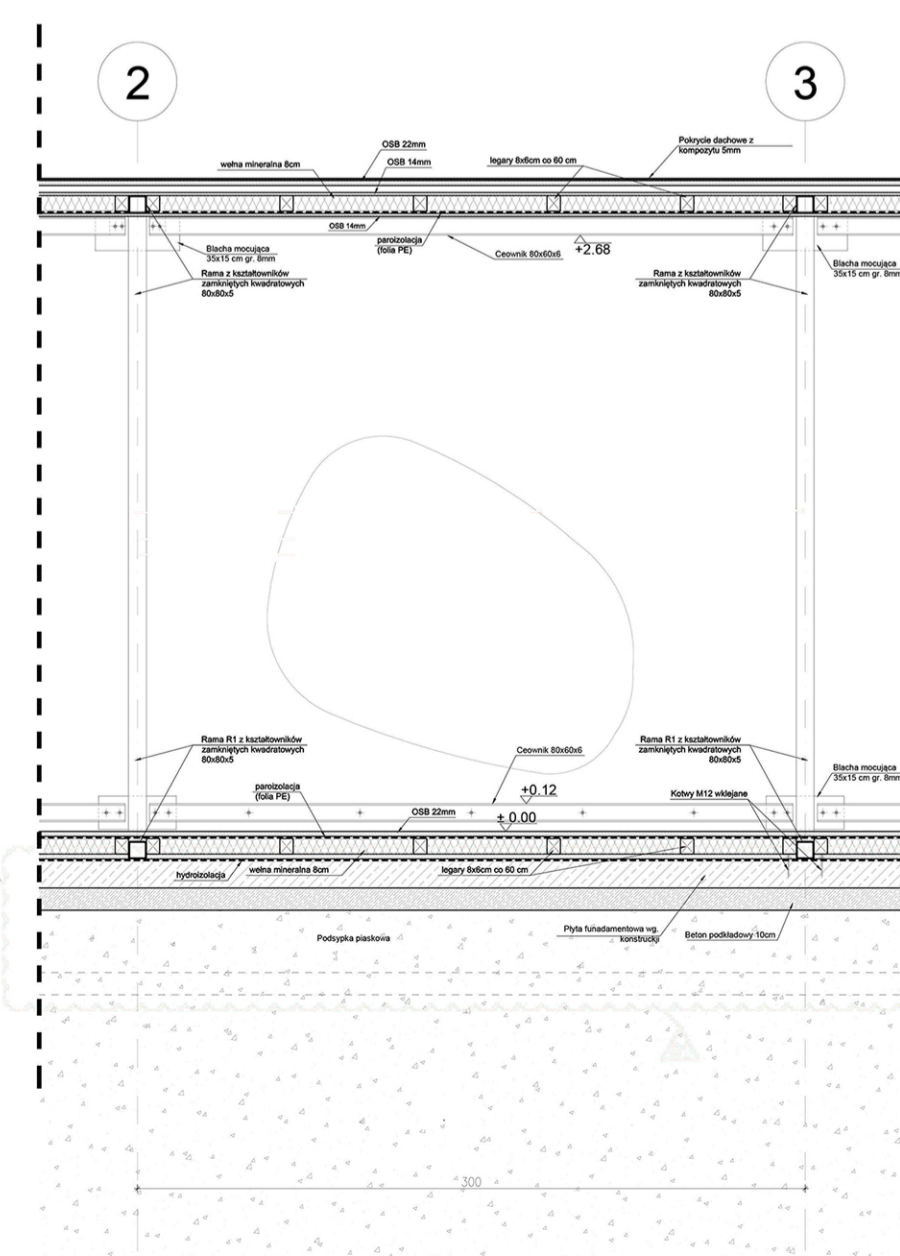 2
3
OSB 22mm
Pokrycie dachowe z
kompozytu 5mm
wełna mineralna 8cm
OSB 14mm
legary 8x6cm co 60 cm
OSB 14mm
paroizolacja
(folia PE)
Ceownik 80x60x6
+2.68
Blacha mocująca
35x15 cm gr. 8mm
Blacha mocująca
35x15 cm gr. 8mm
Rama z kształtowników
zamkniętych kwadratowych
80x80x5
Rama z kształtowników
zamkniętych kwadratowych
80x80x5
Rama R1 z kształtowników
zamkniętych kwadratowych
80x80x5
Ceownik 80x60x6
Rama R1 z kształtowników
zamkniętych kwadratowych
80x80x5
Blacha mocująca
35x15 cm gr. 8mm
paroizolacja
(folia PE)
+0.12
Kotwy M12 wklejane
OSB 22mm
± 0.00
hydroizolacja
wełna mineralna 8cm
legary 8x6cm co 60 cm
Podsypka piaskowa
Płyta funadamentowa wg.
konstrukcji
Beton podkładowy 10cm
300